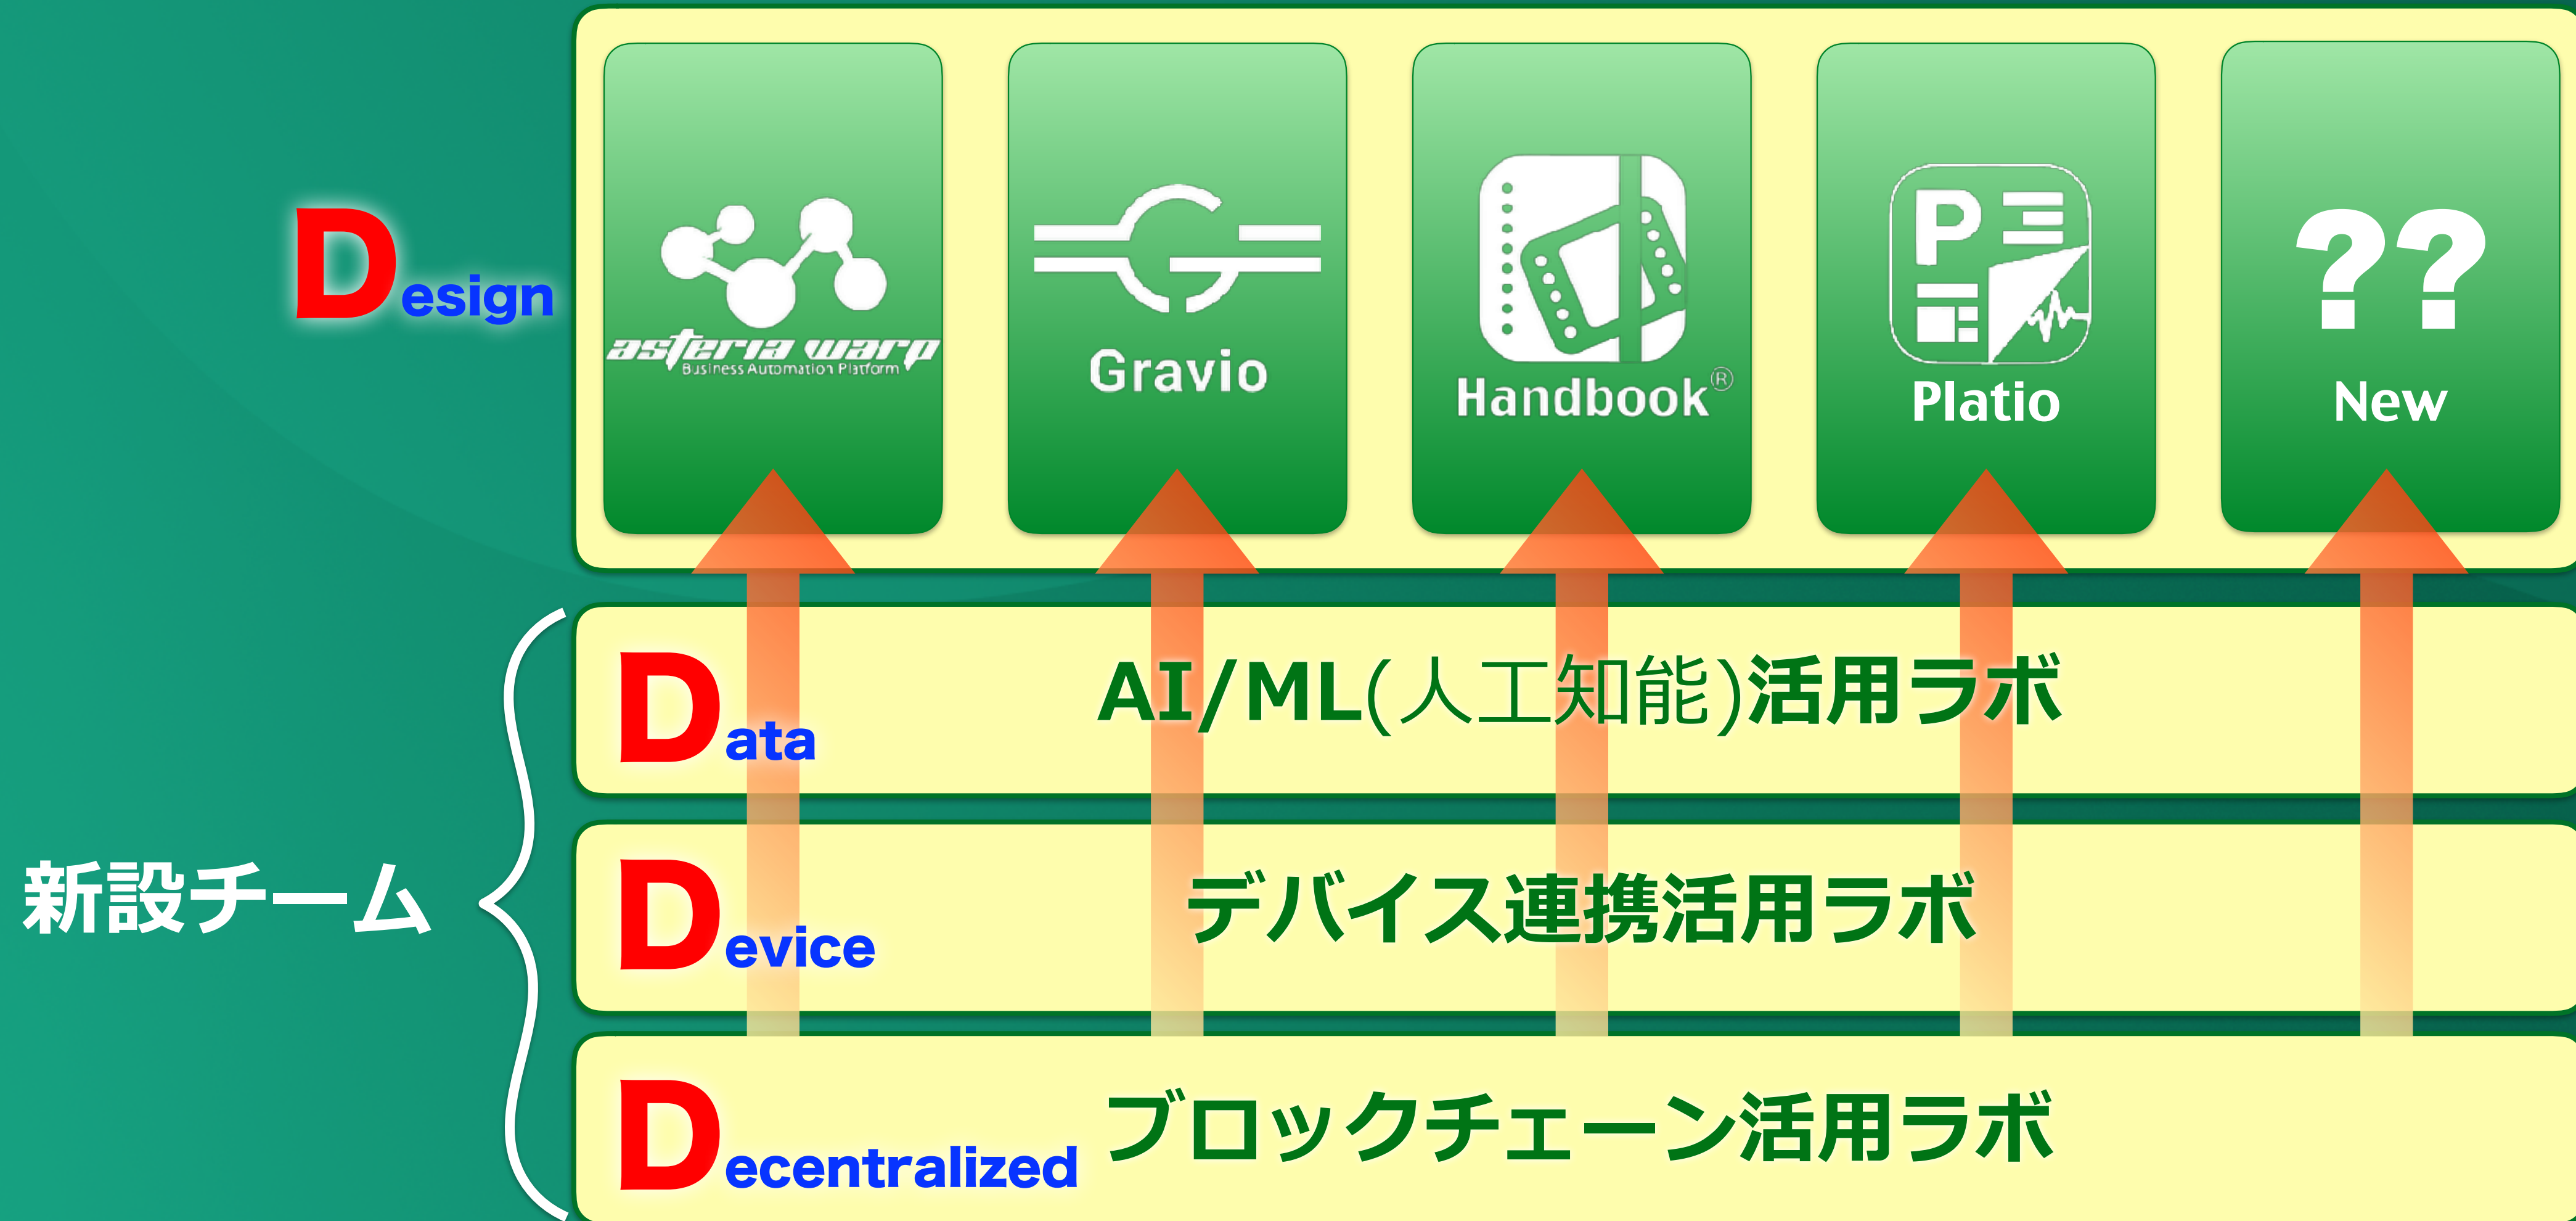 Design
asteria warp
Business Automation Platform
Gravio
Handbook®
P
Platio
??
New
新設チーム
Data
AI/ML(人工知能)活用ラボ
Device
デバイス連携活用ラボ
Decentralized
ブロックチェーン活用ラボ